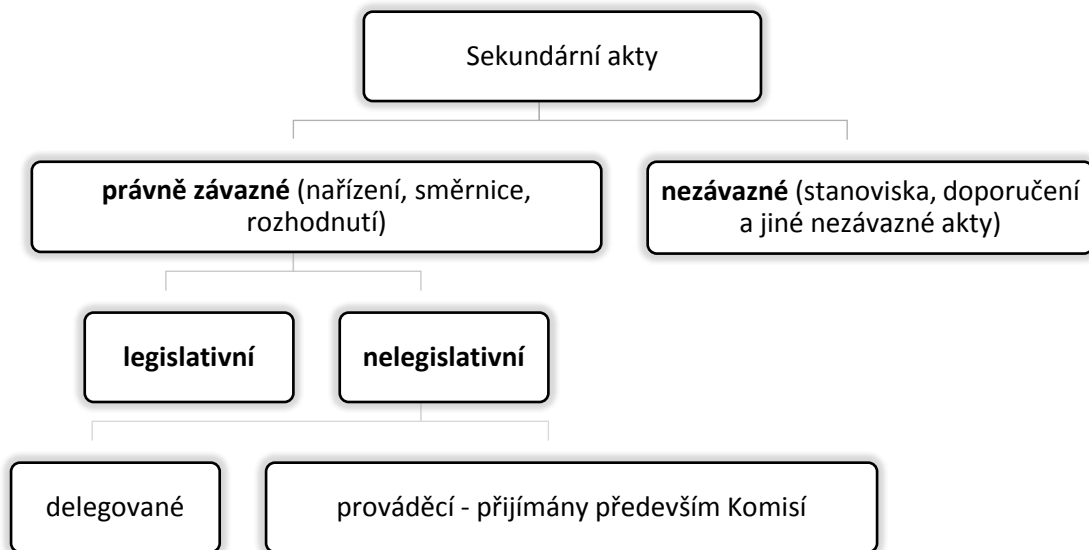 Sekundární akty
právně závazné (nařízení, směrnice,
rozhodnutí)
nezávazné (stanoviska, doporučení
a jiné nezávazné akty)
legislativní
nelegislativní
delegované
prováděcí - přijímány především Komisí